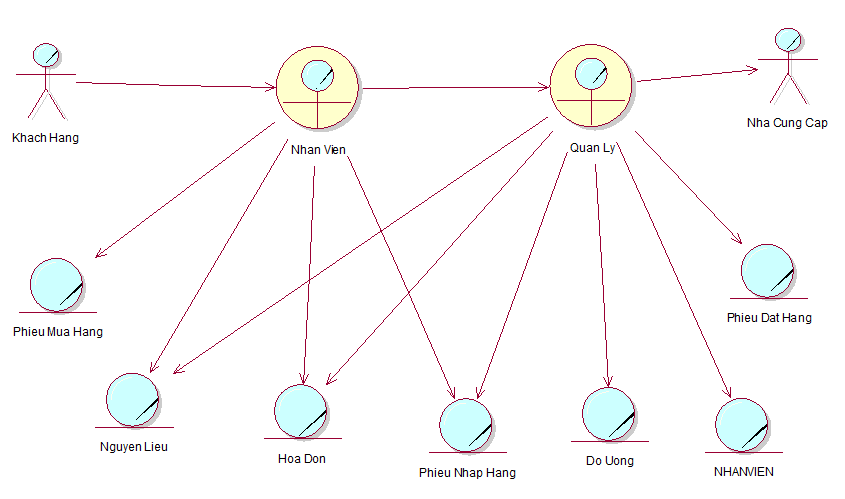 Khach Hang
Nhan Vien
Quan Ly
Nha Cung Cap
Phieu Mua Hang
Phieu Dat Hang
Nguyen Lieu
Hoa Don
Phieu Nhap Hang
Do Uong
NHANVIEN